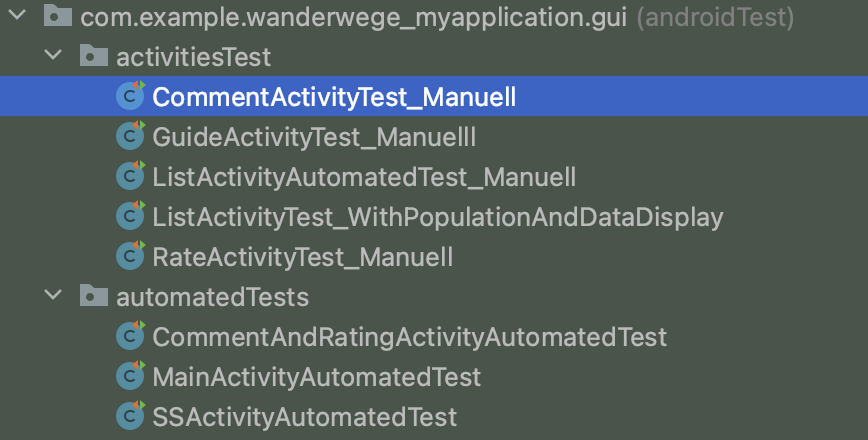 com.example.wanderwege_myapplication.gui (androidTest)
activitiesTest
C CommentActivityTest_Manuell
C GuideActivityTest_Manuelll
C ListActivityAutomatedTest_Manuell
C ListActivityTest_WithPopulationAndDataDisplay
C RateActivityTest_Manuell
automatedTests
C CommentAndRatingActivityAutomatedTest
C MainActivityAutomatedTest
C SSActivityAutomatedTest